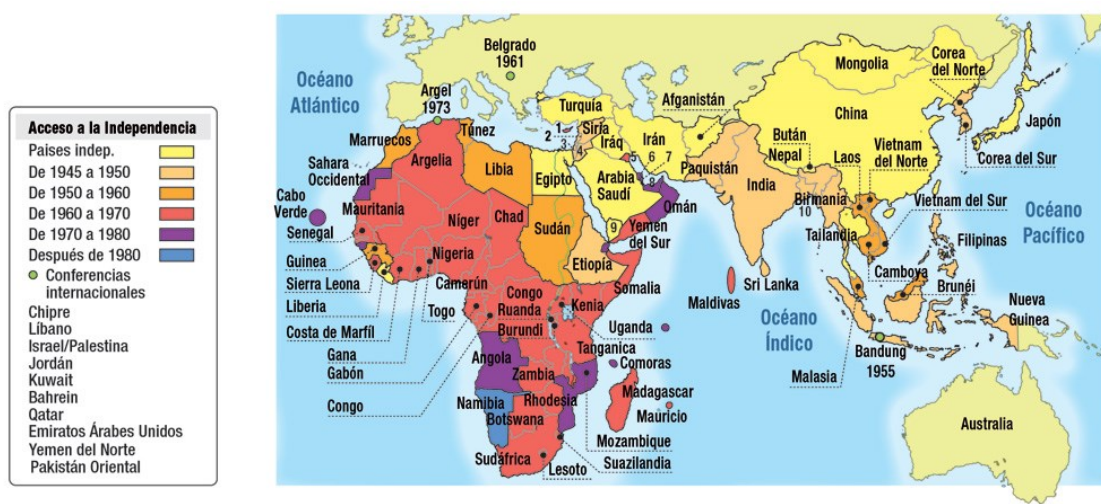 Acceso a la Independencia
Paises indep.
De 1945 a 1950
De 1950 a 1960
De 1960 a 1970
De 1970 a 1980
Después de 1980
Conferencias
internacionales
Chipre
Líbano
Israel/Palestina
Jordán
Kuwait
Bahrein
Qatar
Emiratos Árabes Unidos
Yemen del Norte
Pakistán Oriental
Océano
Atlántico
Belgrado
1961
Argel
1973
Marruecos
Túnez
Sahara
Occidental
Argelia
Libia
Egipto
Cabo
Verde
Mauritania
Senegal
Níger
Chad
Sudán
Guinea
Nigeria
Sierra Leona
Camerún
Etiopía
Liberia
Togo
Costa de Marfíl
Gana
Gabón
Congo
Congo
Ruanda
Burundi
Kenia
Somalia
Uganda
Tanganica
Comoras
Angola
Zambia
Madagascar
Mauricio
Namibia
Rhodesia
Botswana
Mozambique
Suazilandia
Sudáfrica
Lesoto
Turquía
1
2
3
4
Siria
Iráq
Irán
5
6
7
8
9
10
Afganistán
Arabia
Saudí
Omán
Yemen
del Sur
Paquistán
India
Maldivas
Sri Lanka
Océano
Índico
Mongolia
China
Bután
Nepal
Laos
Birmania
Tailandia
Vietnam
del Norte
Vietnam del Sur
Camboya
Corea
del Norte
Corea del Sur
Japón
Océano
Pacífico
Filipinas
Brunéi
Malasia
Bandung
1955
Nueva
Guinea
Australia